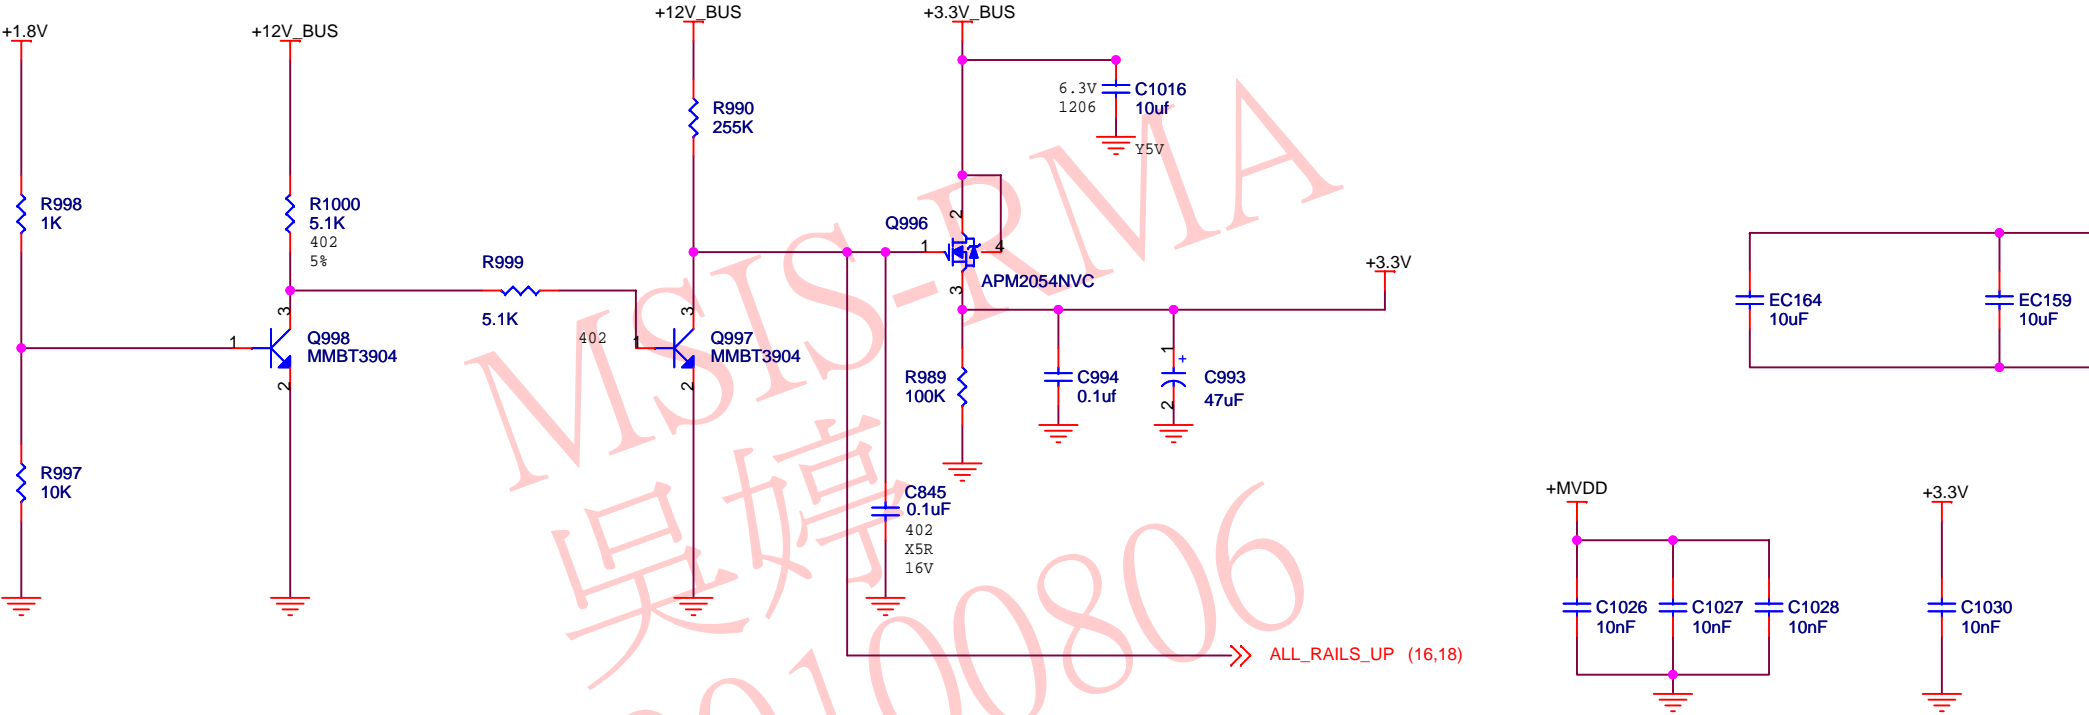 +1.8V
+12V_BUS
+12V_BUS
+3.3V_BUS
R998
1K
R1000
5.1K
402
5%
R999
5.1K
402
R990
255K
6.3V
1206
C1016
10uf
Y5V
Q996
1
2
4
3
APM2054NVC
+3.3V
1
3
2
Q998
MMBT3904
1
3
2
Q997
MMBT3904
R997
10K
R989
100K
C994
0.1uf
1
+
2
C993
47uF
C845
0.1uF
402
X5R
16V
ALL_RAILS_UP (16,18)
EC164
10uF
EC159
10uF
+MVDD
+3.3V
C1026
10nF
C1027
10nF
C1028
10nF
C1030
10nF
MSIS-RMA
吳婷
20100806